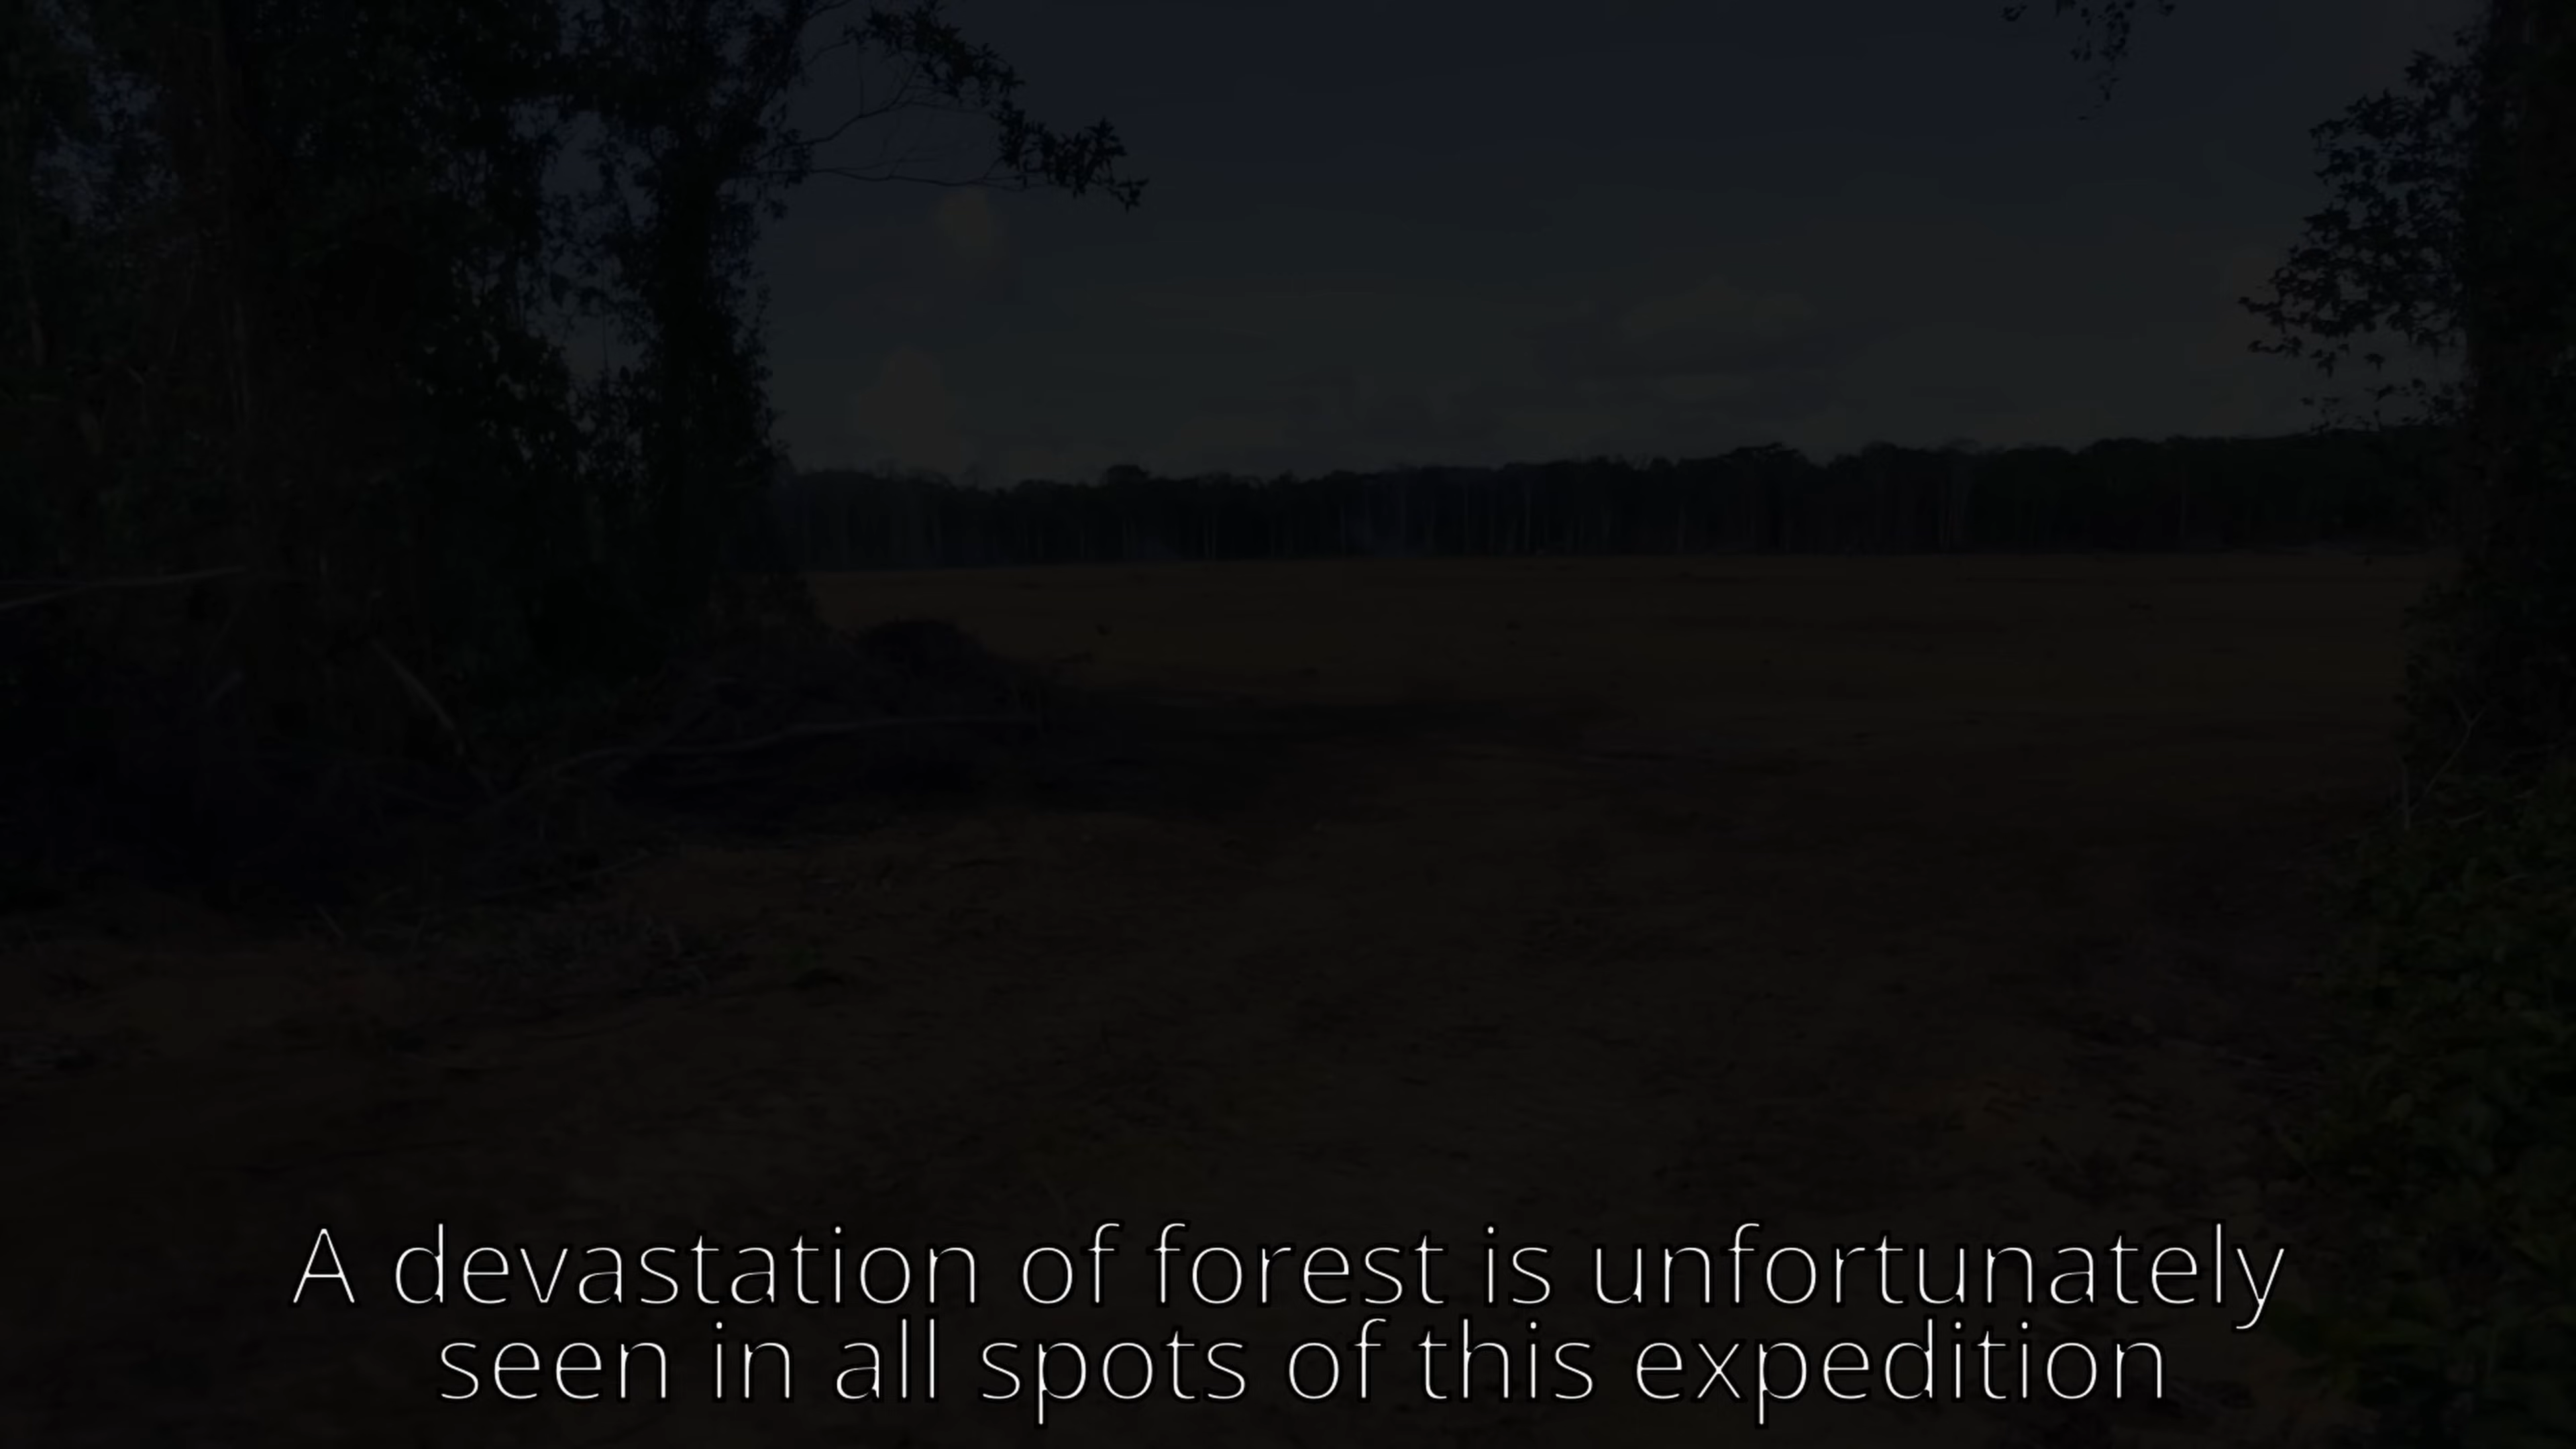 A devastation of forest is unfortunately
seen in all spots of this expedition